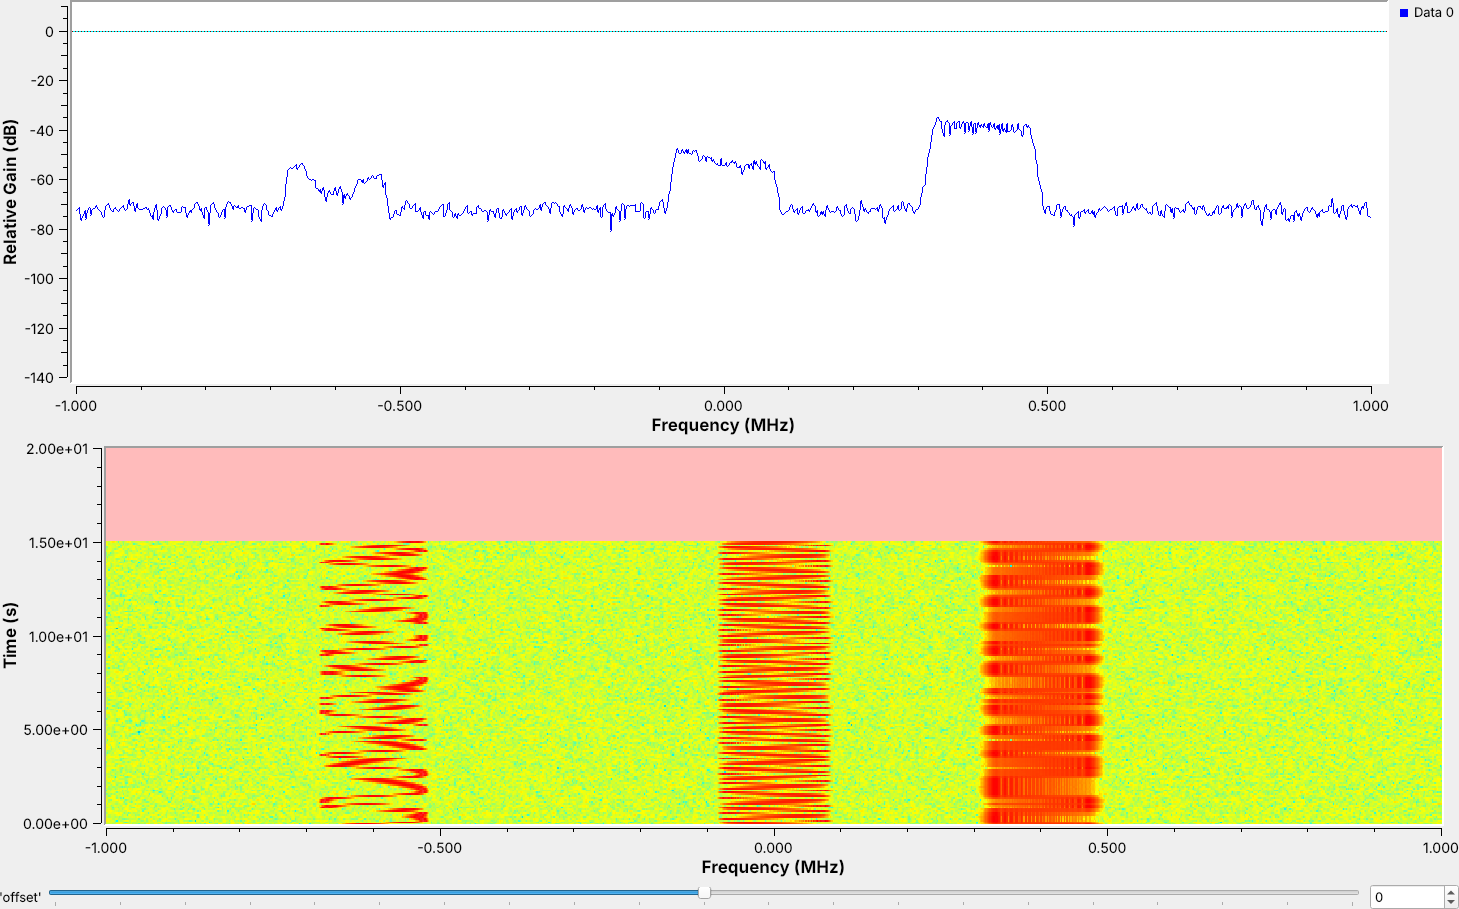 Data 0
0
-20
-40
-60
-80
-100
-120
-140
Relative Gain (dB)
-1.000 -0.500 0.000 0.500 1.000
Frequency (MHz)
2.00e+01
1.50e+01
1.00e+01
5.00e+00
0.00e+00
Time (s)
-1.000 -0.500 0.000 0.500 1.000
Frequency (MHz)
'offset' 0